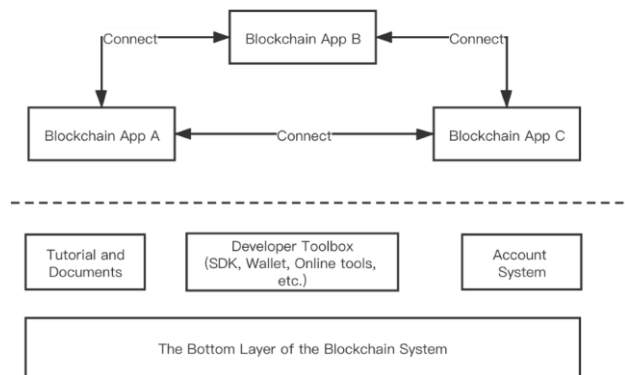 Connect
Blockchain App B
Connect
Blockchain App A
Connect
Blockchain App C
Tutorial and
Documents
Developer Toolbox
(SDK, Wallet, Online tools,
etc.)
Account
System
The Bottom Layer of the Blockchain System